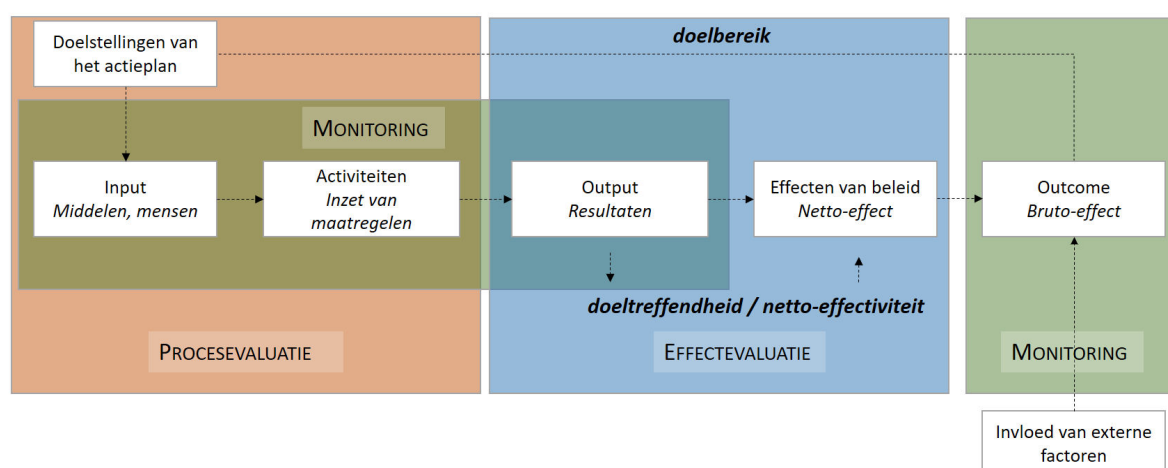 Doelstellingen van
het actieplan
doelbereik
MONITORING
Input
Middelen, mensen
Activiteiten
Inzet van
maatregelen
Output
Resultaten
Effecten van beleid
Netto-effect
Outcome
Bruto-effect
doeltreffendheid / netto-effectiviteit
PROCESEVALUATIE
EFFECTEVALUATIE
MONITORING
Invloed van externe
factoren